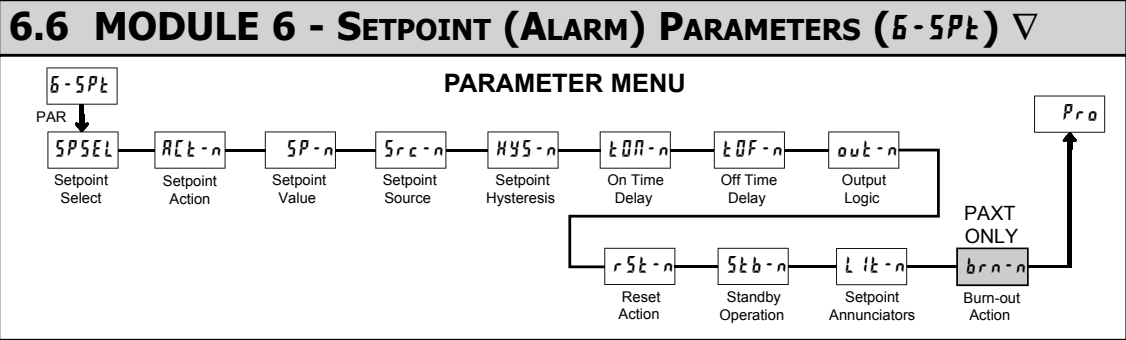 6.6 MODULE 6 - SETPOINT (ALARM) PARAMETERS (6-SPt) ∇
6-SPt
PARAMETER MENU
Pro
PAR
SPSEL
ACt-n
SP-n
Src-n
HYS-n
tON-n
tOF-n
out-n
Setpoint
Select
Setpoint
Action
Setpoint
Value
Setpoint
Source
Setpoint
Hysteresis
On Time
Delay
Off Time
Delay
Output
Logic
PAXT
ONLY
rSt-n
Stb-n
LIt-n
brn-n
Reset
Action
Standby
Operation
Setpoint
Annunciators
Burn-out
Action